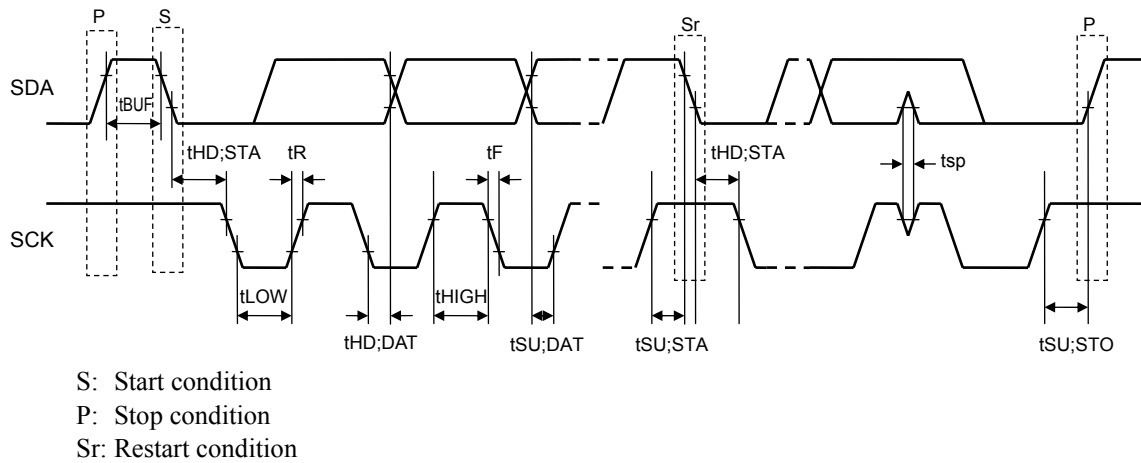 P S Sr P
SDA
tBUF
tHD;STA tR tF tHD;STA tsp
SCK
tLOW tHIGH
tHD;DAT tSU;DAT tSU;STA tSU;STO
S: Start condition
P: Stop condition
Sr: Restart condition